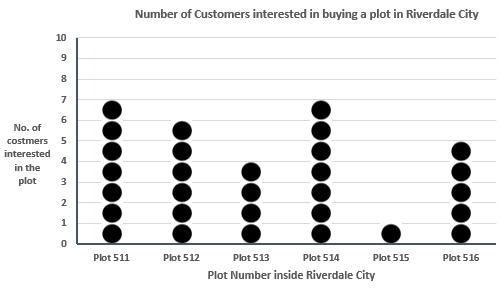 Number of Customers interested in buying a plot in Riverdale City
10
9
8
7
6
5
4
3
2
1
0
No. of
costmers
interested
in the
plot
Plot 511 Plot 512 Plot 513 Plot 514 Plot 515 Plot 516
Plot Number inside Riverdale City